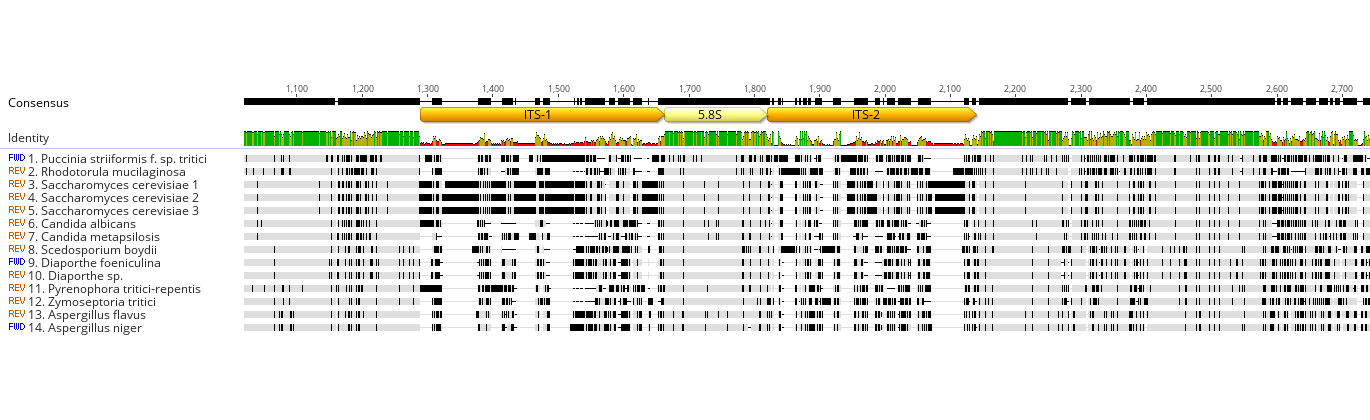 1,100 1,200 1,300 1,400 1,500 1,600 1,700 1,800 1,900 2,000 2,100 2,200 2,300 2,400 2,500 2,600 2,700
Consensus
ITS-1 5.8S ITS-2
Identity
FWD 1. Puccinia striiformis f. sp. tritici
REV 2. Rhodotorula mucilaginosa
REV 3. Saccharomyces cerevisiae 1
REV 4. Saccharomyces cerevisiae 2
REV 5. Saccharomyces cerevisiae 3
REV 6. Candida albicans
REV 7. Candida metapsilosis
REV 8. Scedosporium boydii
FWD 9. Diaporthe foeniculina
REV 10. Diaporthe sp.
REV 11. Pyrenophora tritici-repentis
REV 12. Zymoseptoria tritici
REV 13. Aspergillus flavus
FWD 14. Aspergillus niger